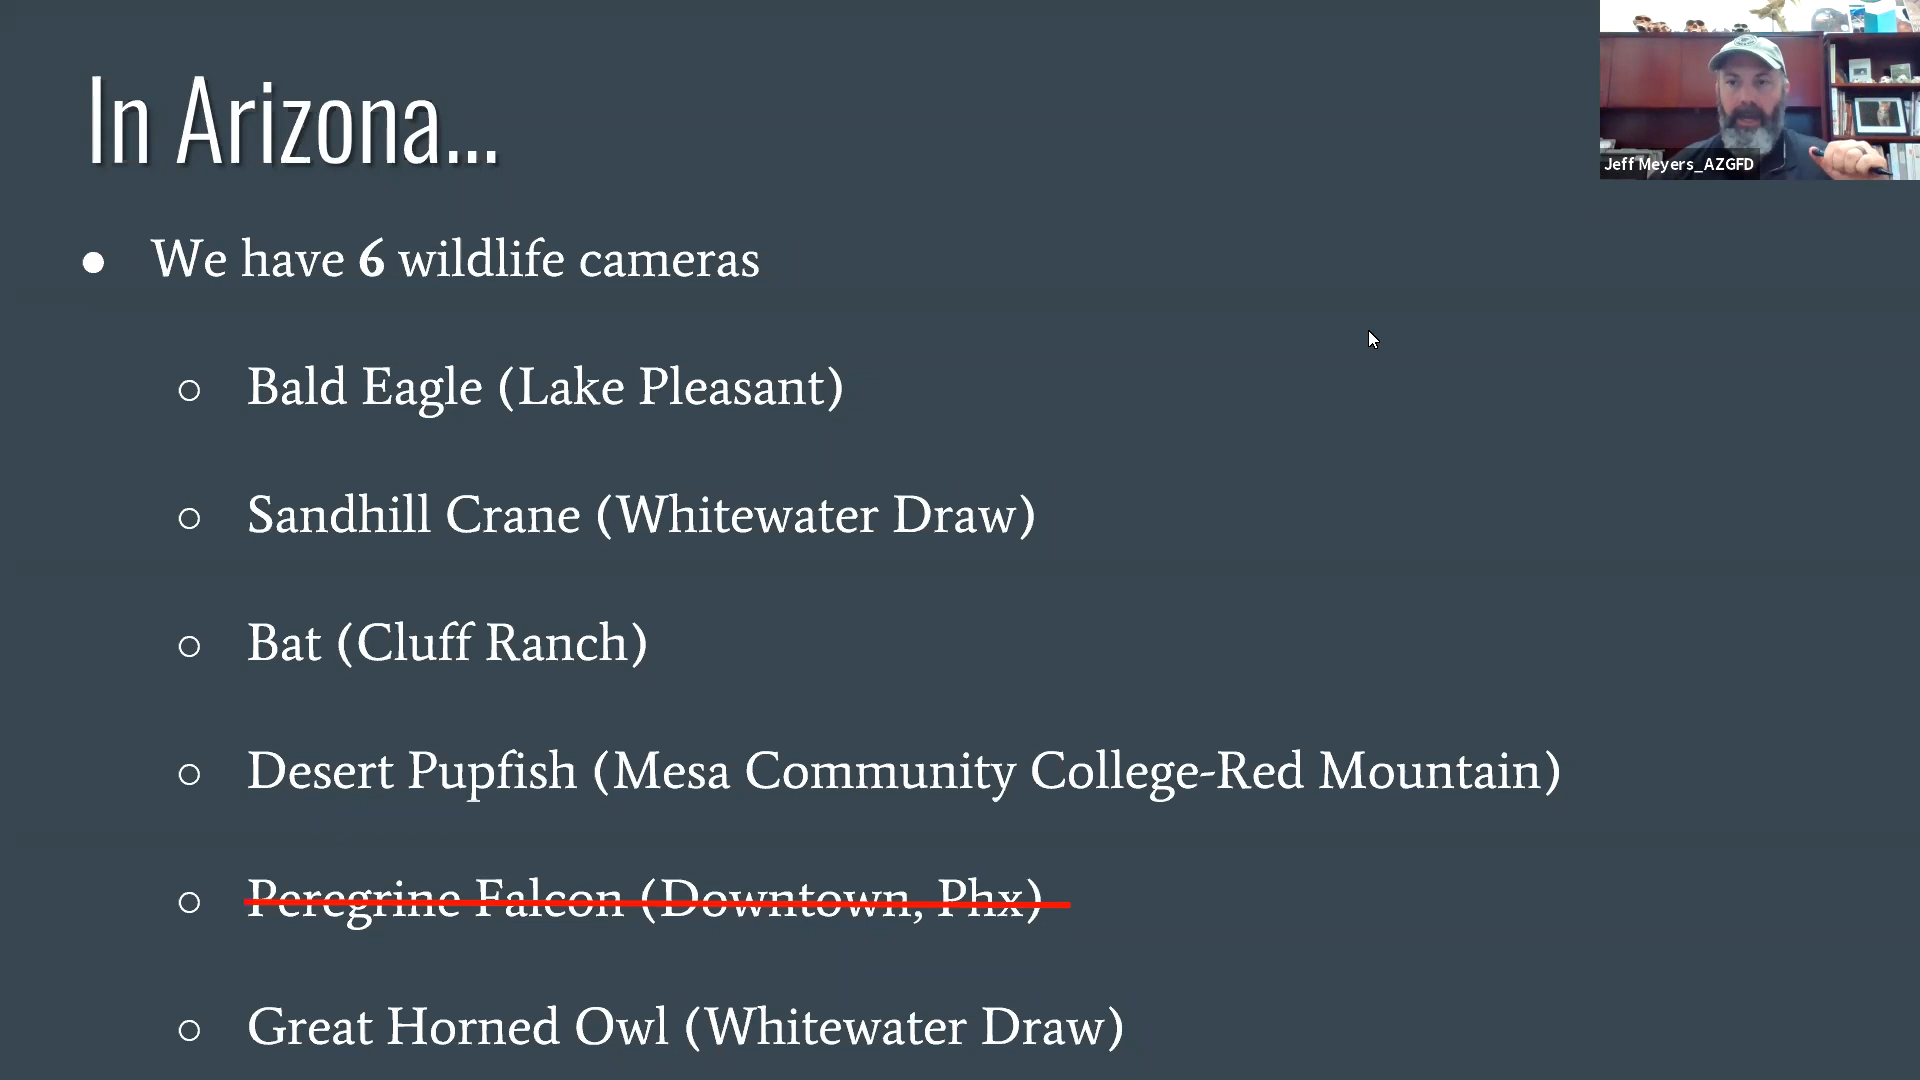 In Arizona...
Jeff Meyers_AZGFD
● We have 6 wildlife cameras
○ Bald Eagle (Lake Pleasant)
○ Sandhill Crane (Whitewater Draw)
○ Bat (Cluff Ranch)
○ Desert Pupfish (Mesa Community College-Red Mountain)
○ Peregrine Falcon (Downtown, Phx)
○ Great Horned Owl (Whitewater Draw)